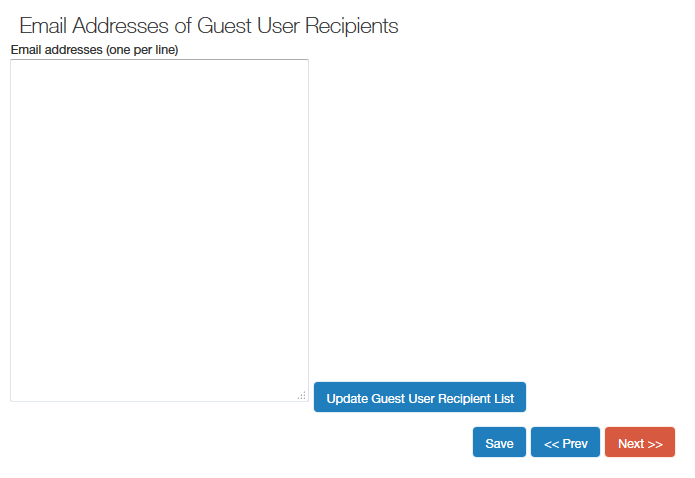 Email Addresses of Guest User Recipients
Email addresses (one per line)
Update Guest User Recipient List
Save
<< Prev
Next >>